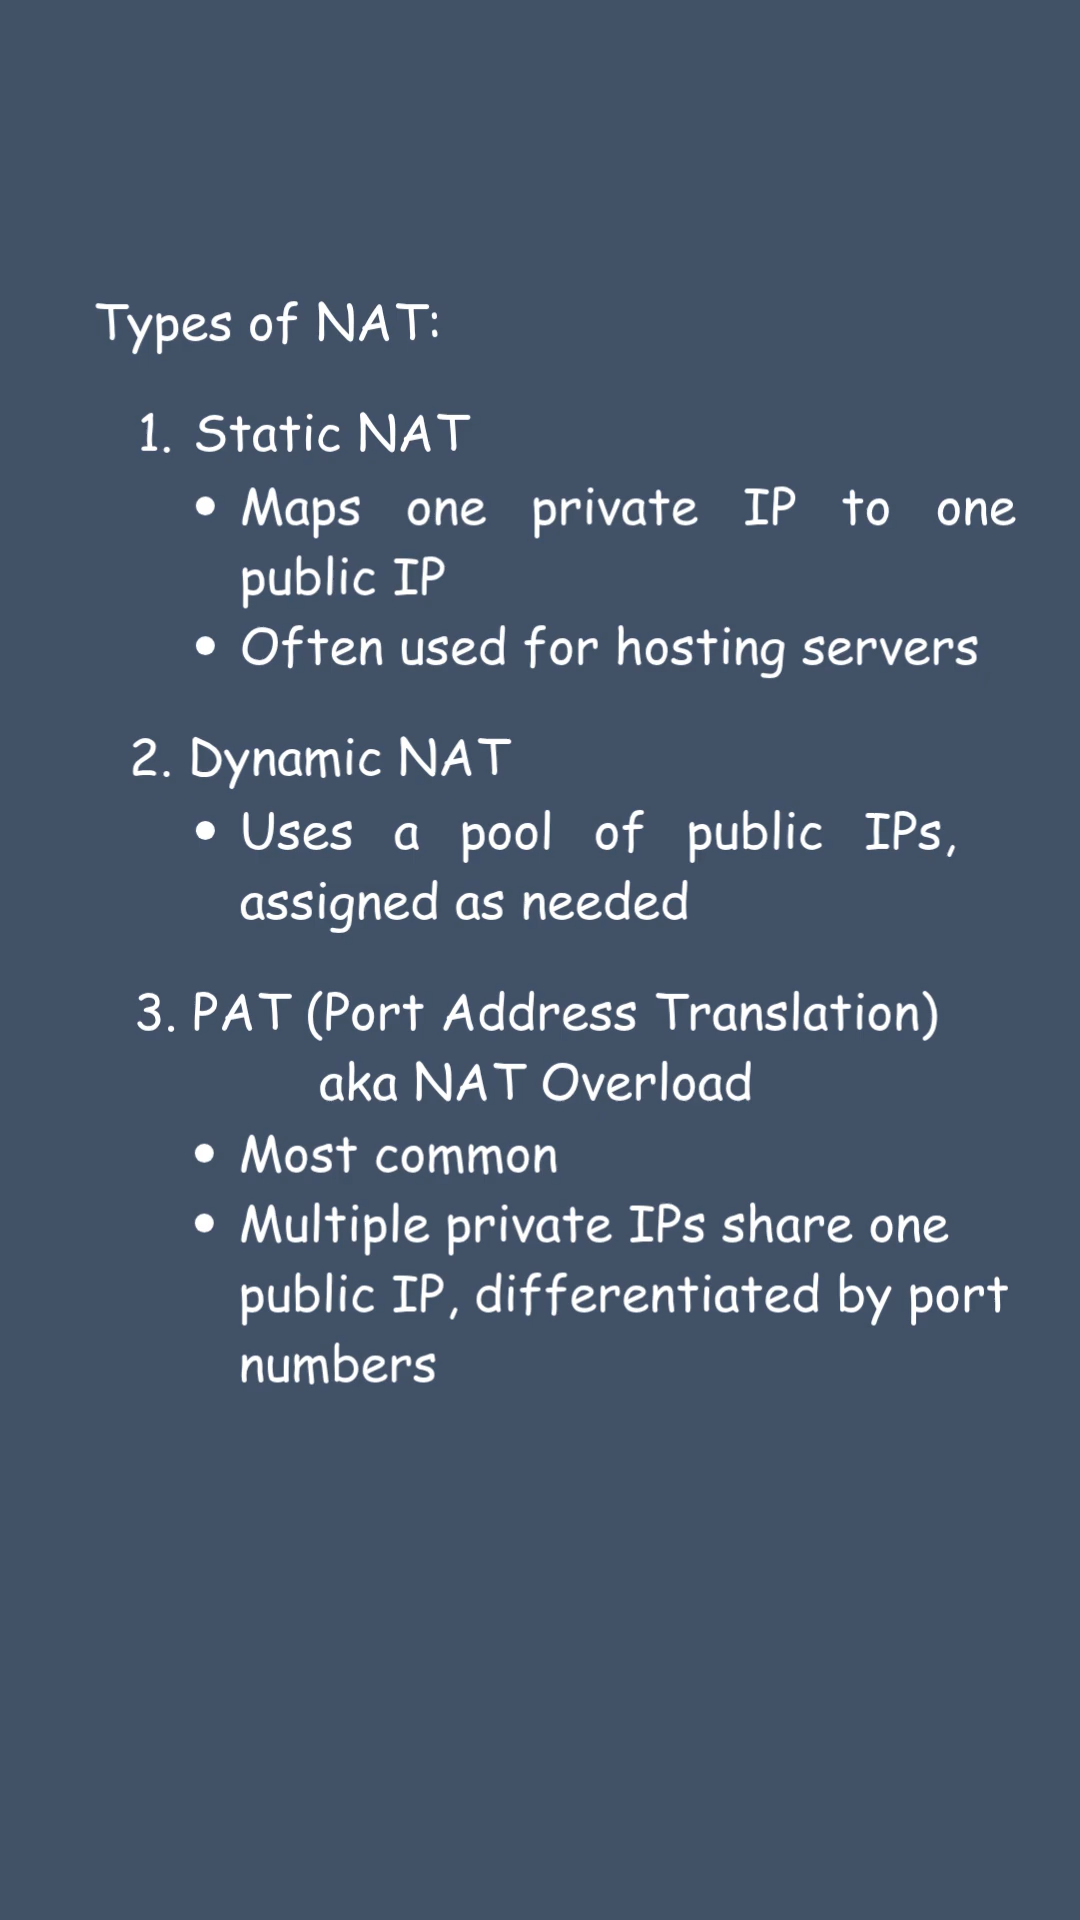 Types of NAT:
1. Static NAT
• Maps one private IP to one
public IP
• Often used for hosting servers
2. Dynamic NAT
• Uses a pool of public IPs,
assigned as needed
3. PAT (Port Address Translation)
aka NAT Overload
• Most common
• Multiple private IPs share one
public IP, differentiated by port
numbers